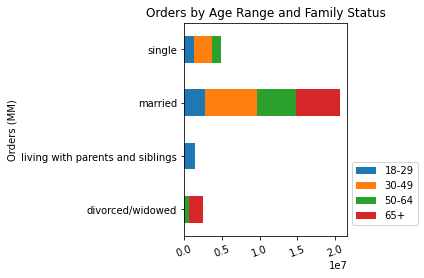 Orders by Age Range and Family Status
Orders (MM)
single
married
living with parents and siblings
divorced/widowed
0.0 0.5 1.0 1.5 2.0
1e7
18-29
30-49
50-64
65+